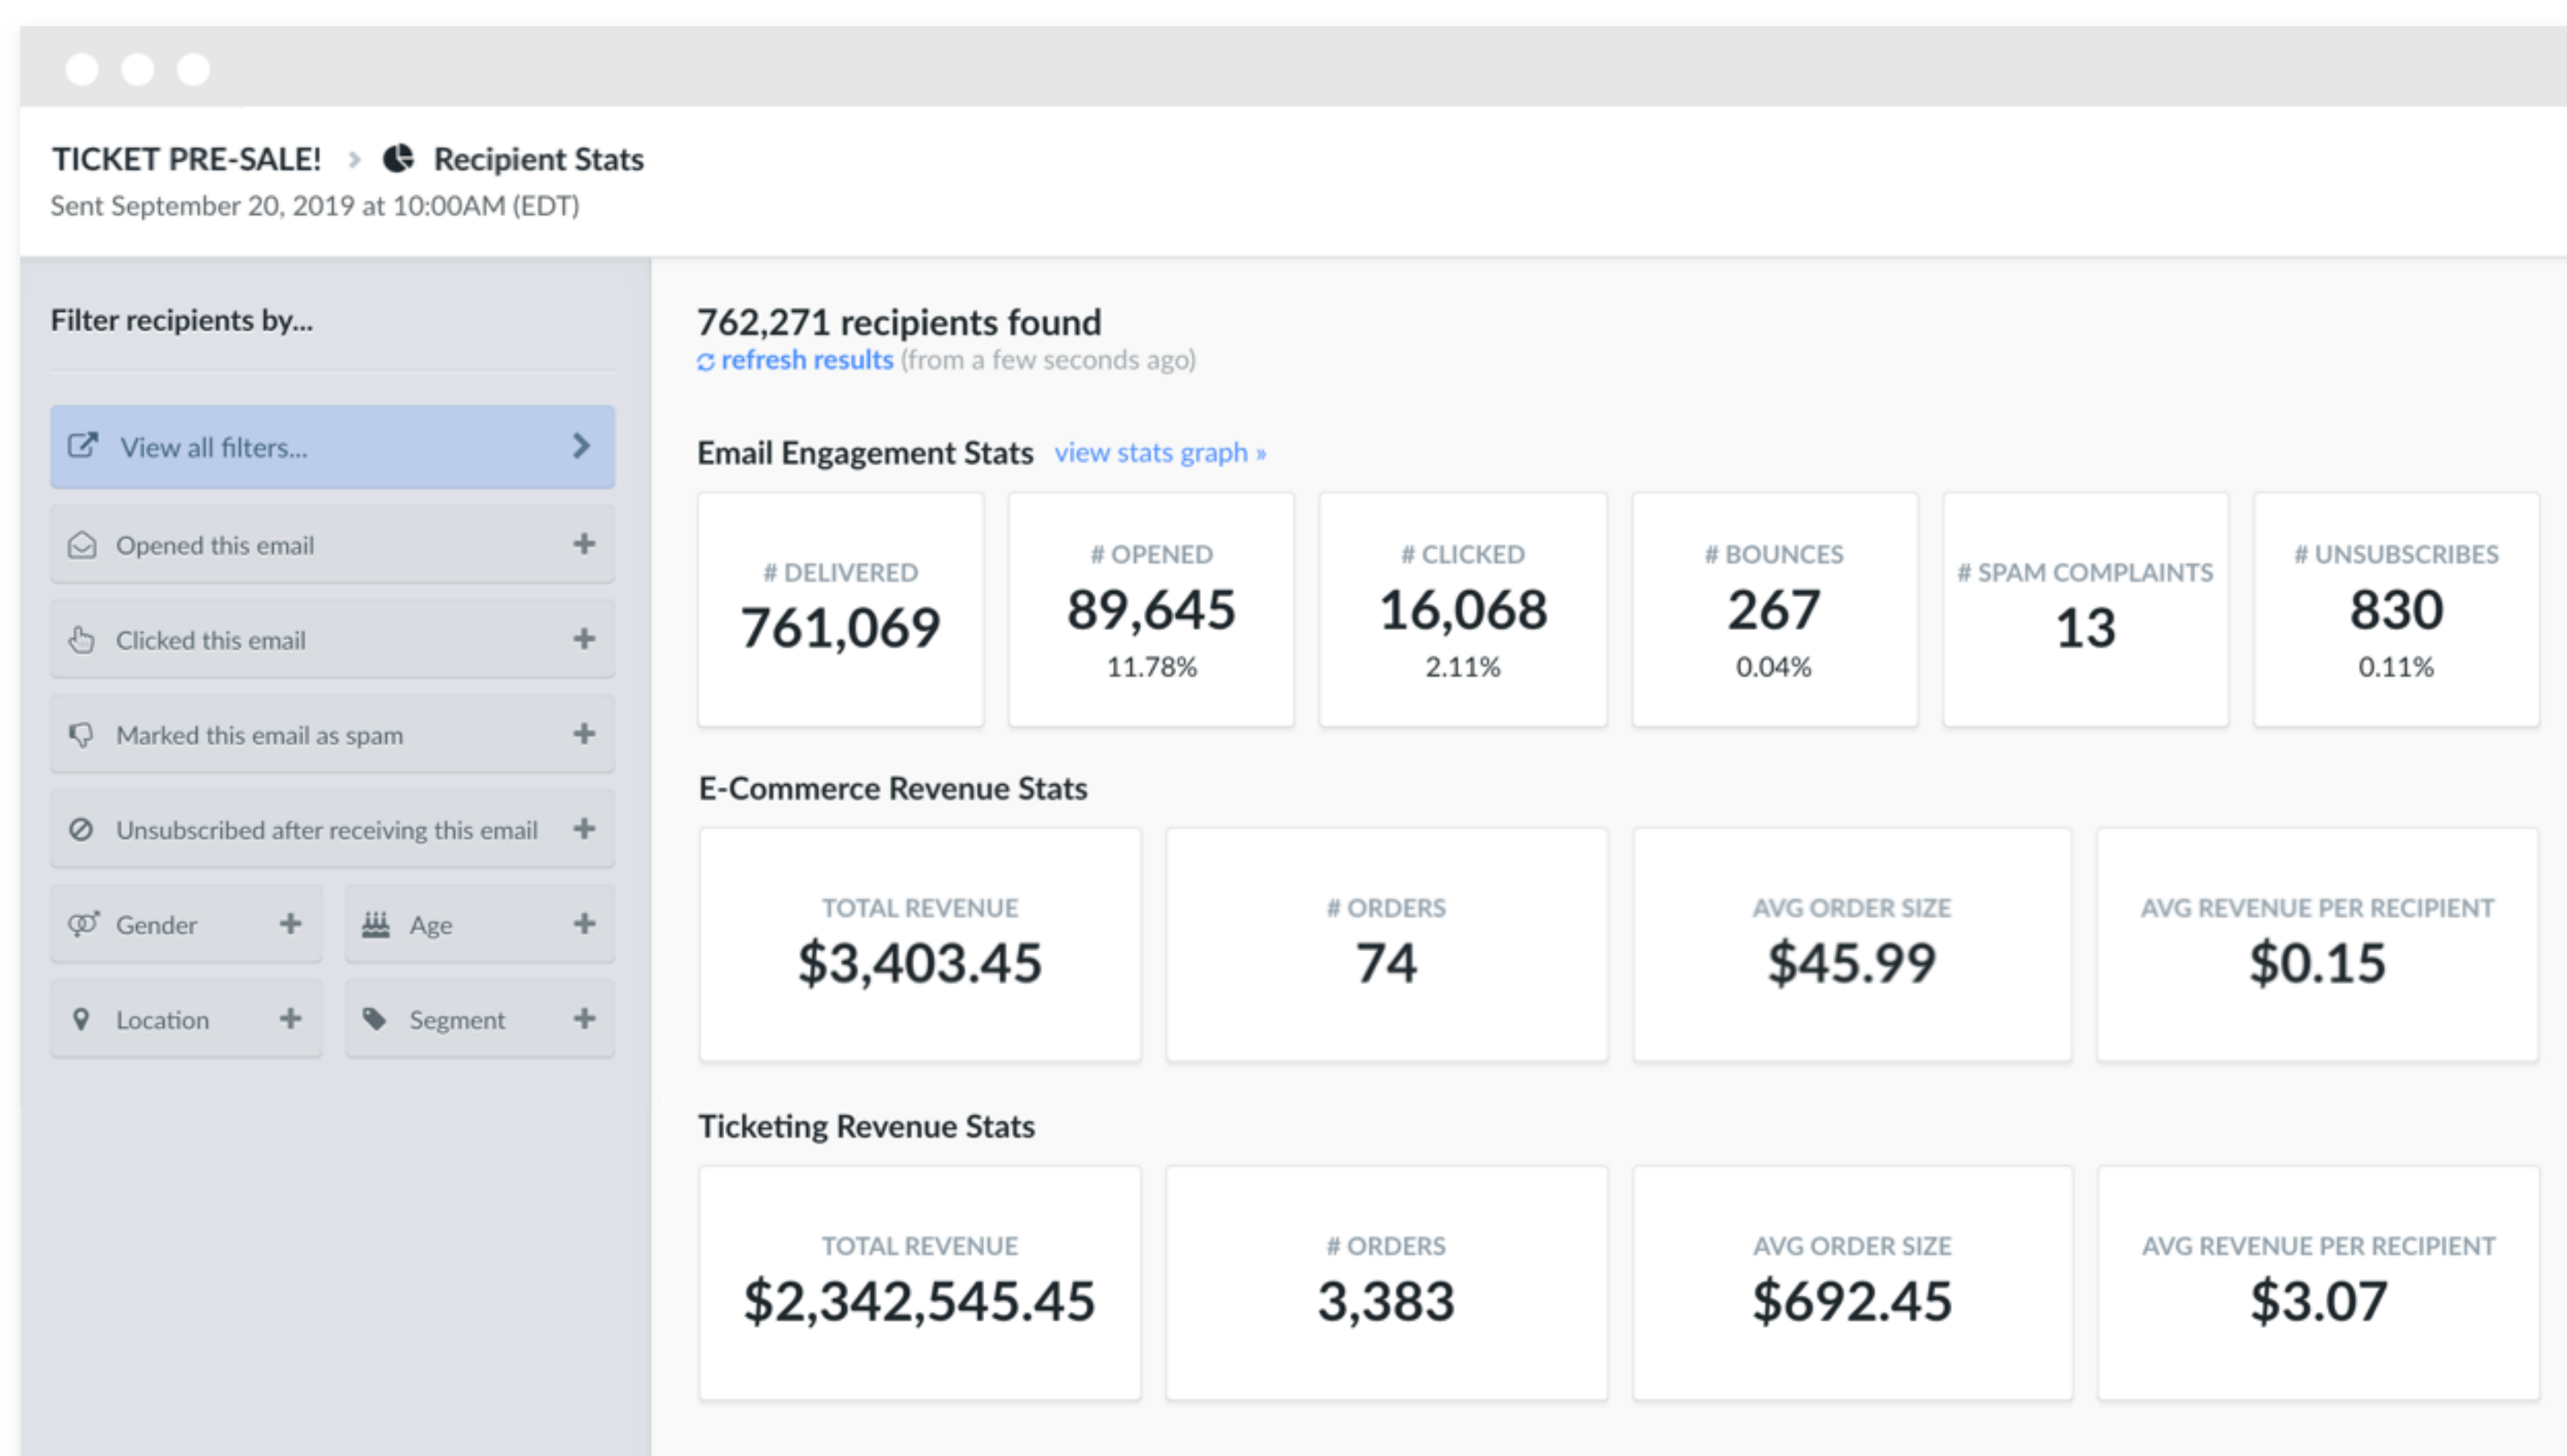 TICKET PRE-SALE! > Recipient Stats
Sent September 20, 2019 at 10:00AM (EDT)
Filter recipients by...
View all filters...
Opened this email
Clicked this email
Marked this email as spam
Unsubscribed after receiving this email
Gender
Age
Location
Segment
762,271 recipients found
refresh results (from a few seconds ago)
Email Engagement Stats view stats graph »
# DELIVERED
761,069
# OPENED
89,645
11.78%
# CLICKED
16,068
2.11%
# BOUNCES
267
0.04%
# SPAM COMPLAINTS
13
# UNSUBSCRIBES
830
0.11%
E-Commerce Revenue Stats
TOTAL REVENUE
$3,403.45
# ORDERS
74
AVG ORDER SIZE
$45.99
AVG REVENUE PER RECIPIENT
$0.15
Ticketing Revenue Stats
TOTAL REVENUE
$2,342,545.45
# ORDERS
3,383
AVG ORDER SIZE
$692.45
AVG REVENUE PER RECIPIENT
$3.07